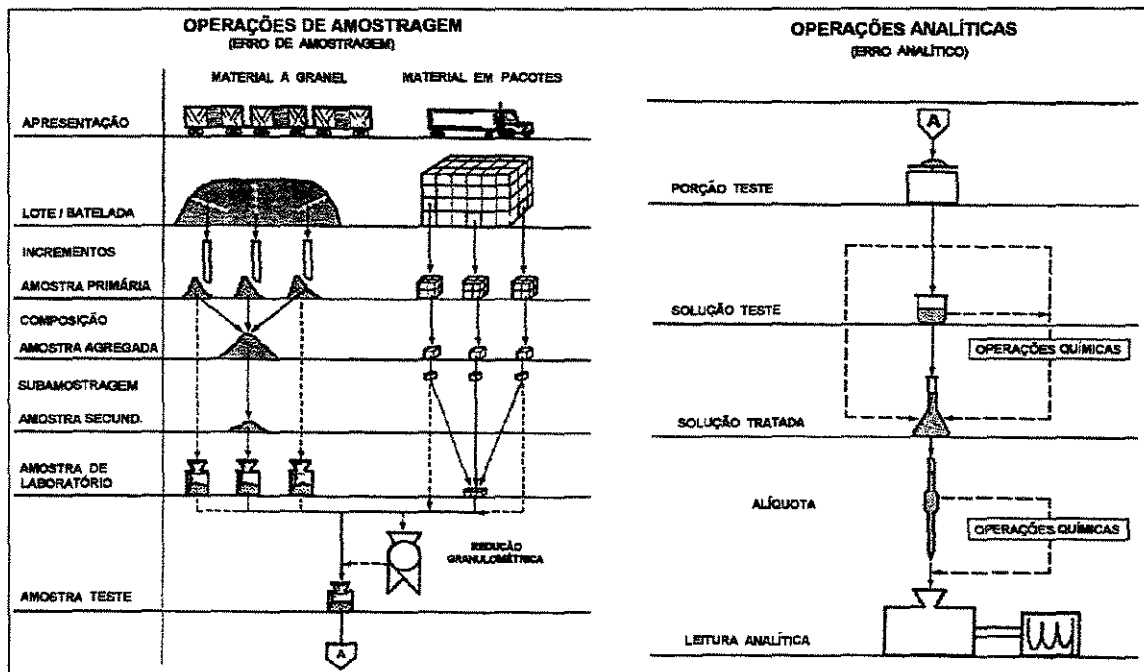 OPERAÇÕES DE AMOSTRAGEM
(ERRO DE AMOSTRAGEM)
MATERIAL A GRANEL
MATERIAL EM PACOTES
APRESENTAÇÃO
LOTE / BATELADA
INCREMENTOS
AMOSTRA PRIMÁRIA
COMPOSIÇÃO
AMOSTRA AGREGADA
SUBAMOSTRAGEM
AMOSTRA SECUND.
AMOSTRA DE
LABORATÓRIO
REDUÇÃO
GRANULOMÉTRICA
AMOSTRA TESTE
A
OPERAÇÕES ANALÍTICAS
(ERRO ANALÍTICO)
A
PORÇÃO TESTE
SOLUÇÃO TESTE
OPERAÇÕES QUÍMICAS
SOLUÇÃO TRATADA
ALÍQUOTA
OPERAÇÕES QUÍMICAS
LEITURA ANALÍTICA